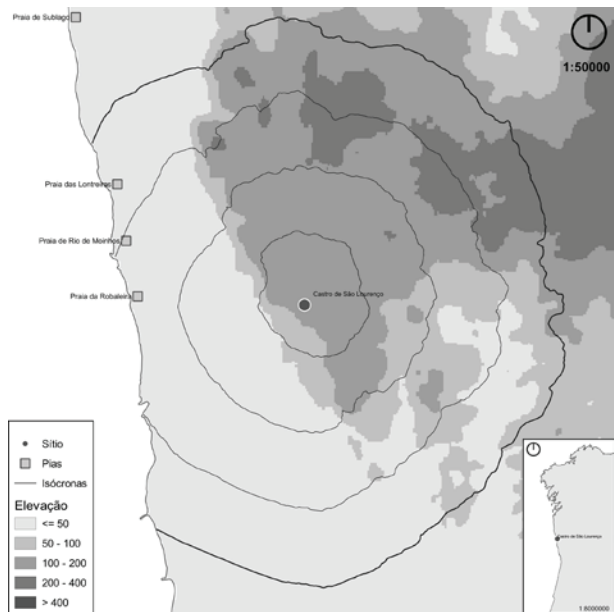 Praia de Subiago
1:50000
Praia das Lontreiras
Praia de Rio de Moinhos
Praia da Robaleira
Castro de São Lourenço
Sítio
Pias
Isócronas
Elevação
<= 50
50 - 100
100 - 200
200 - 400
> 400
Castro de São Lourenço
1:8000000